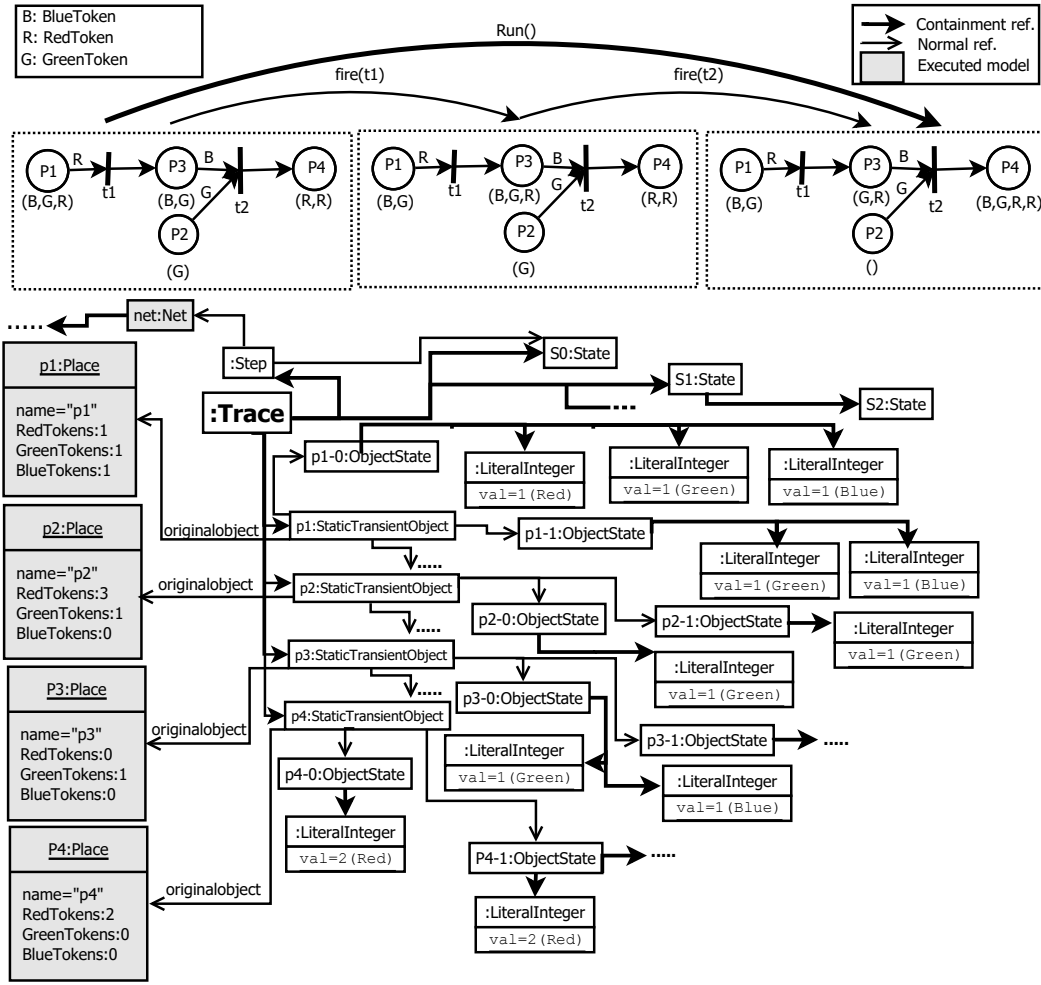 B: BlueToken
R: RedToken
G: GreenToken
Run()
Containment ref.
Normal ref.
Executed model
fire(t1)
fire(t2)
P1
R
t1
P3
B
G
t2
P4
(B,G,R)
(B,G)
(R,R)
P2
(G)
P1
R
t1
P3
B
G
t2
P4
(B,G)
(B,G,R)
(R,R)
P2
(G)
P1
R
t1
P3
B
G
t2
P4
(B,G)
(G,R)
(B,G,R,R)
P2
()
.....
net:Net
:Step
S0:State
S1:State
S2:State
...
:Trace
p1:Place
name="p1"
RedTokens:1
GreenTokens:1
BlueTokens:1
p1-0:ObjectState
:LiteralInteger
val=1(Red)
:LiteralInteger
val=1(Green)
:LiteralInteger
val=1(Blue)
originalobject
p1:StaticTransientObject
.....
p1-1:ObjectState
:LiteralInteger
val=1(Green)
:LiteralInteger
val=1(Blue)
p2:Place
name="p2"
RedTokens:3
GreenTokens:1
BlueTokens:0
originalobject
p2:StaticTransientObject
.....
p2-0:ObjectState
p2-1:ObjectState
:LiteralInteger
val=1(Green)
:LiteralInteger
val=1(Green)
P3:Place
name="p3"
RedTokens:0
GreenTokens:1
BlueTokens:0
originalobject
p3:StaticTransientObject
.....
p3-0:ObjectState
p3-1:ObjectState
.....
:LiteralInteger
val=1(Green)
:LiteralInteger
val=1(Blue)
P4:Place
name="p4"
RedTokens:2
GreenTokens:0
BlueTokens:0
originalobject
p4:StaticTransientObject
p4-0:ObjectState
:LiteralInteger
val=2(Red)
P4-1:ObjectState
.....
:LiteralInteger
val=2(Red)